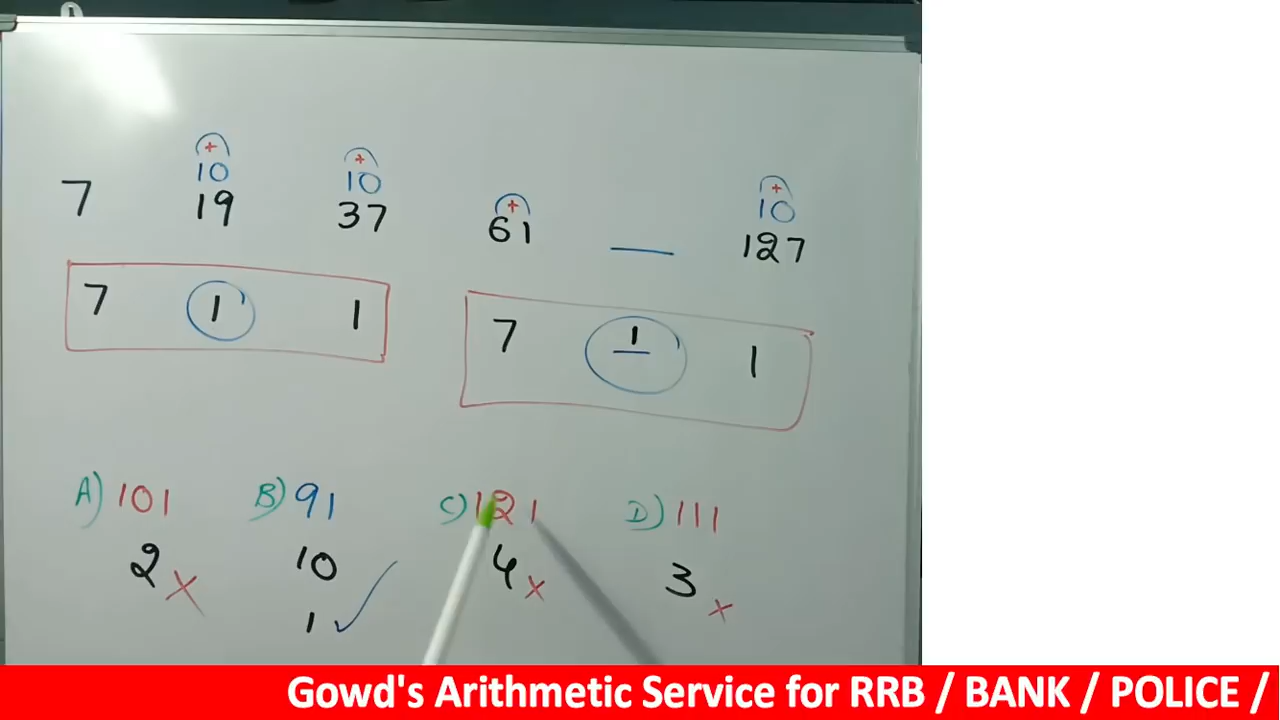 + + + +
10 10 10
7 19 37 61 __ 127
7 1 1 7 1 1
A) 101 B) 91 C) 121 D) 111
2 x 10 4 x 3 x
1 ✓
Gowd's Arithmetic Service for RRB / BANK / POLICE /